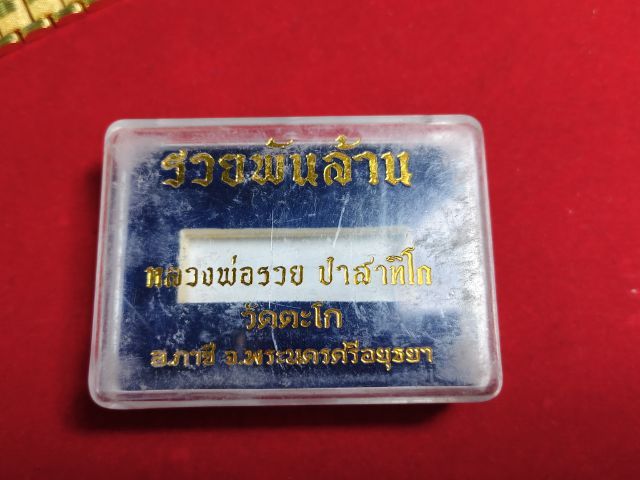 รวยพันล้าน
หลวงพ่อรวย ปาสาทิโก
วัดตะโก
อ.ภาชี จ.พระนครศรีอยุธยา